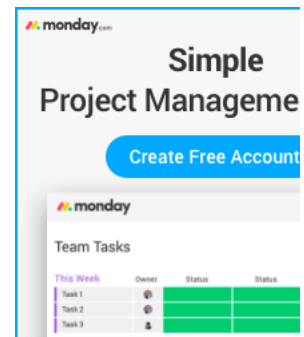 monday.com
Simple
Project Manageme
Create Free Account
monday
Team Tasks
This Week Owner Status Status
Task 1
Task 2
Task 3